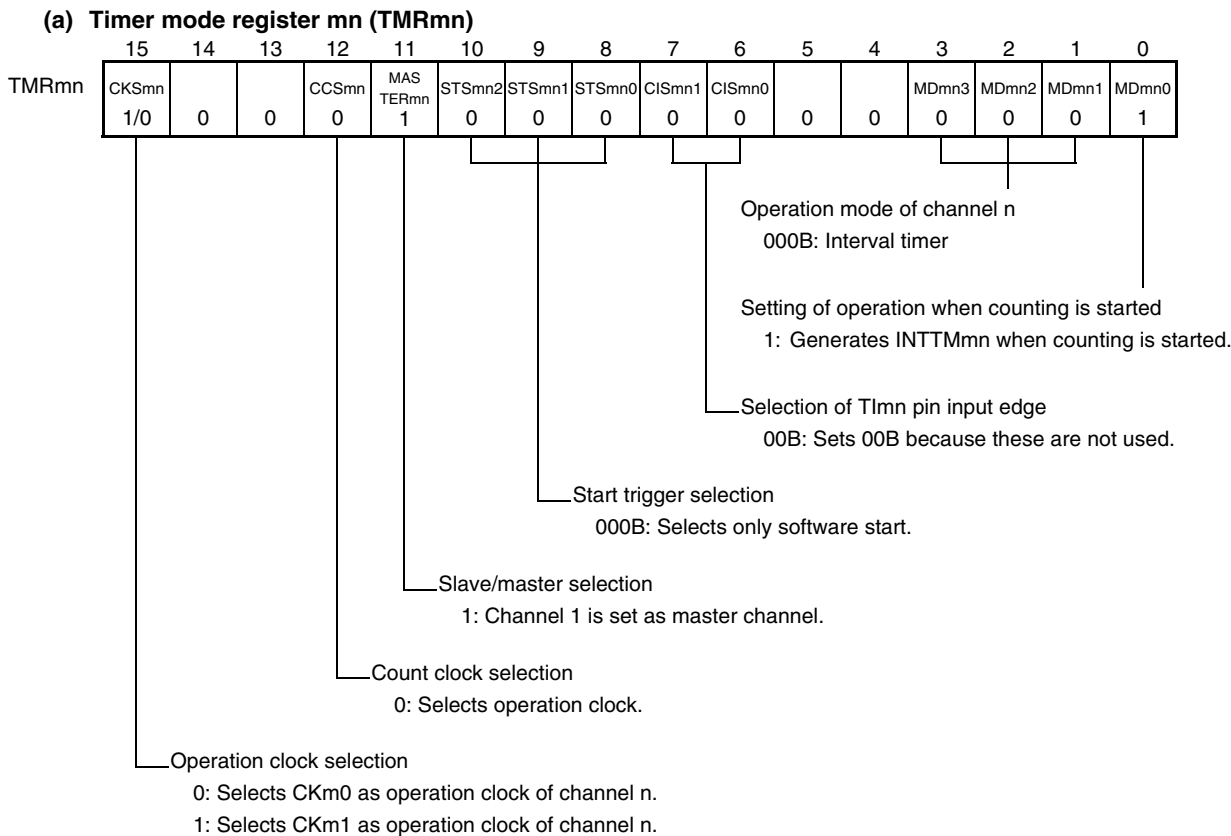 (a) Timer mode register mn (TMRmn)
15 14 13 12 11 10 9 8 7 6 5 4 3 2 1 0
TMRmn CKSmn CCSmn MAS TERmn STSmn2 STSmn1 STSmn0 CISmn1 CISmn0 MDmn3 MDmn2 MDmn1 MDmn0
1/0 0 0 0 1 0 0 0 0 0 0 0 0 0 0 1
Operation mode of channel n
000B: Interval timer
Setting of operation when counting is started
1: Generates INTTMmn when counting is started.
Selection of TImn pin input edge
00B: Sets 00B because these are not used.
Start trigger selection
000B: Selects only software start.
Slave/master selection
1: Channel 1 is set as master channel.
Count clock selection
0: Selects operation clock.
Operation clock selection
0: Selects CKm0 as operation clock of channel n.
1: Selects CKm1 as operation clock of channel n.